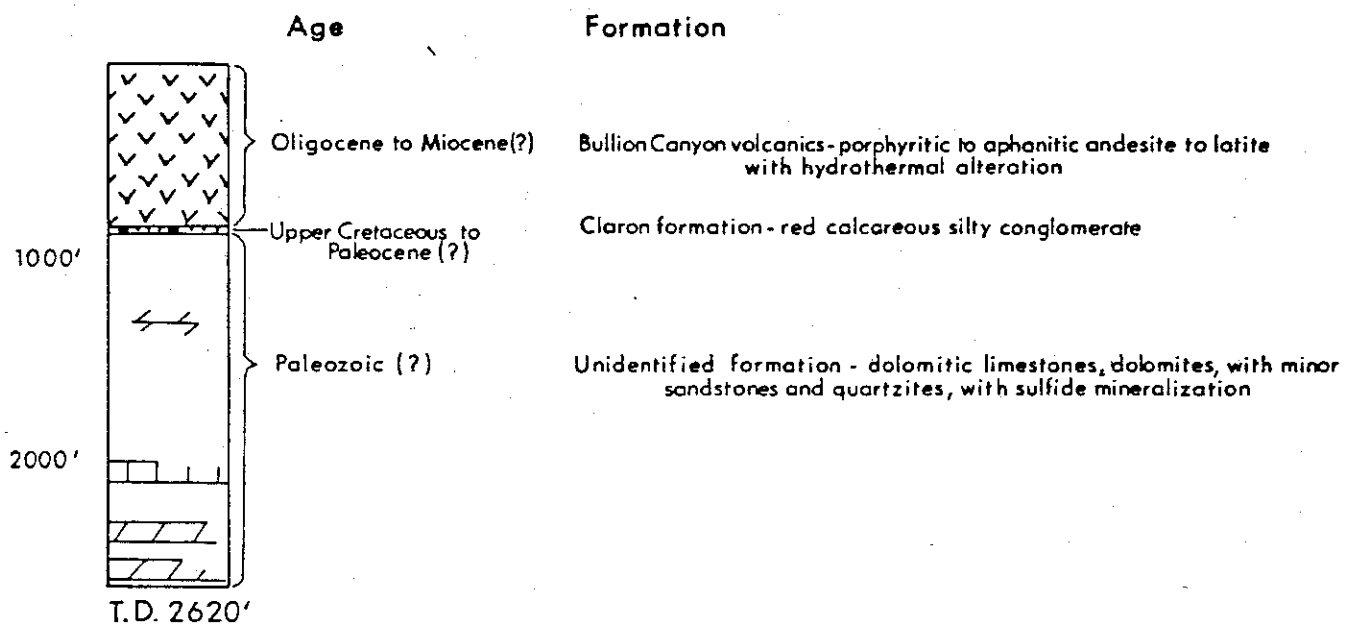 Age Formation
Oligocene to Miocene(?) Bullion Canyon volcanics - porphyritic to aphanitic andesite to latite
with hydrothermal alteration
Upper Cretaceous to Claron formation - red calcareous silty conglomerate
Paleocene (?)
1000'
Paleozoic (?) Unidentified formation - dolomitic limestones, dolomites, with minor
sandstones and quartzites, with sulfide mineralization
2000'
T.D. 2620'